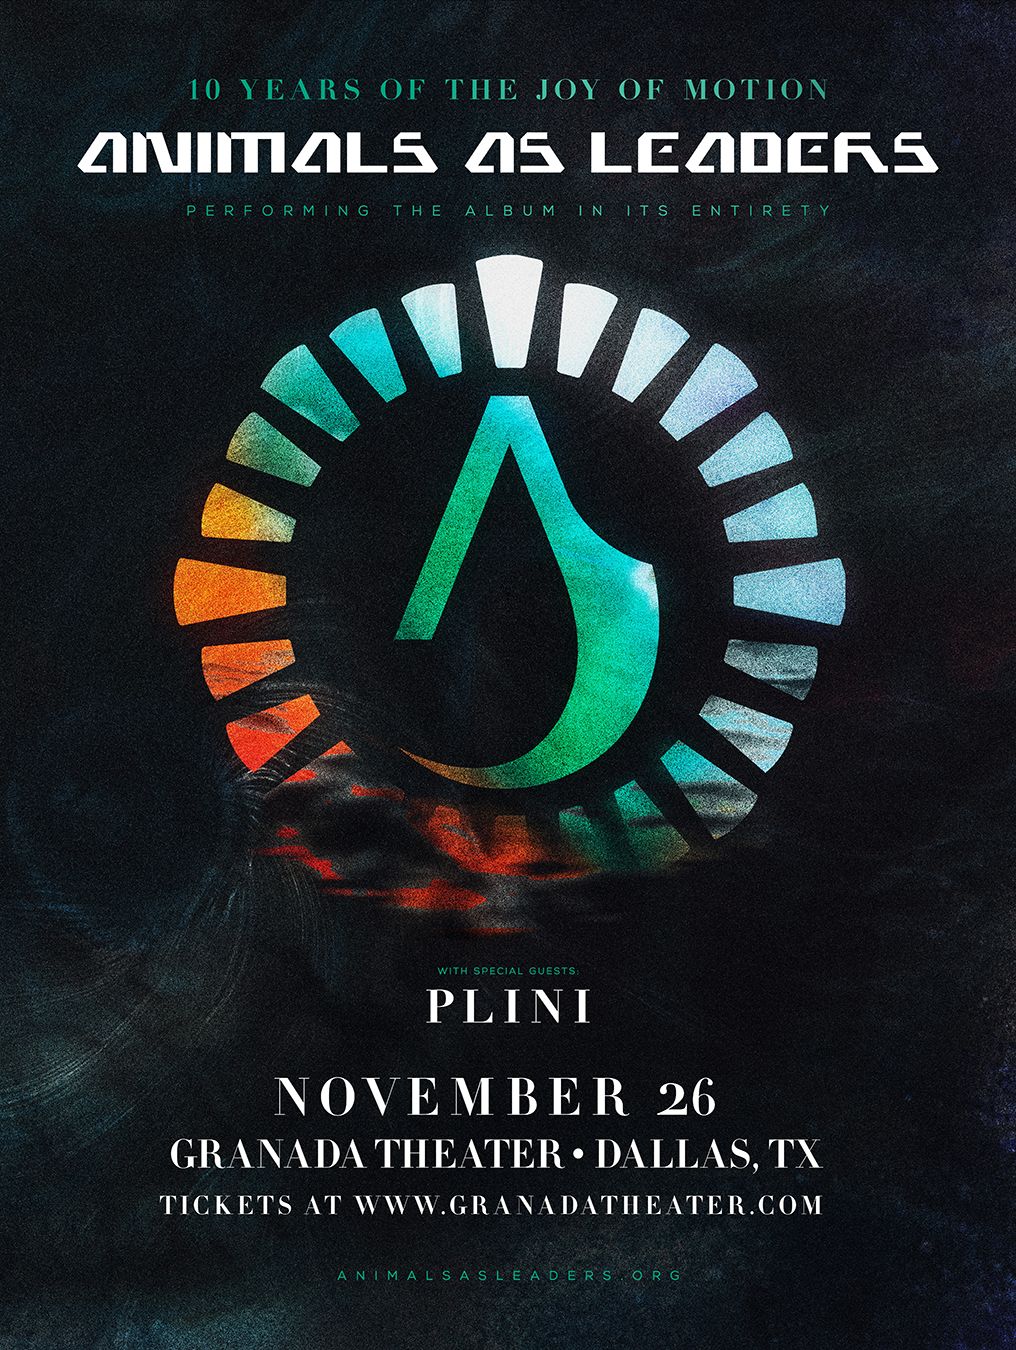 10 YEARS OF THE JOY OF MOTION
ANIMALS AS LEADERS
PERFORMING THE ALBUM IN ITS ENTIRETY
WITH SPECIAL GUESTS:
PLINI
NOVEMBER 26
GRANADA THEATER • DALLAS, TX
TICKETS AT WWW.GRANADATHEATER.COM
ANIMALSASLEADERS.ORG